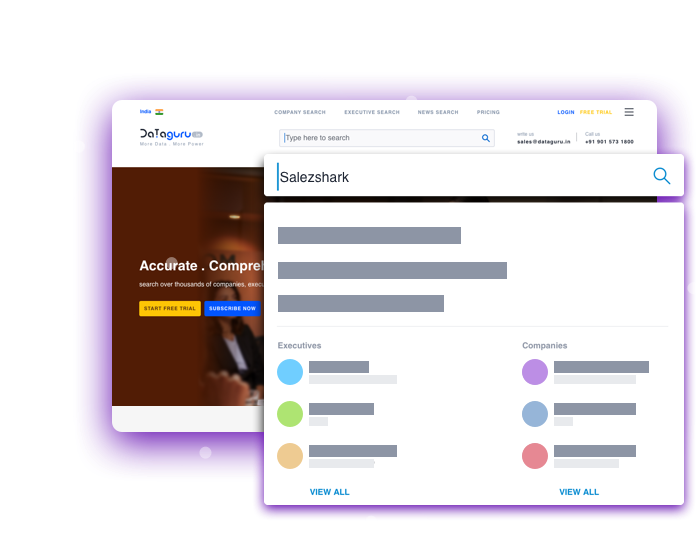 India
COMPANY SEARCH EXECUTIVE SEARCH NEWS SEARCH PRICING
LOGIN FREE TRIAL
Dataguru .in
More Data . More Power
Type here to search
write us
sales@dataguru.in
Call us
+91 901 573 1800
Salezshark
Accurate . Compreh
search over thousands of companies, execu
START FREE TRIAL SUBSCRIBE NOW
Executives Companies
VIEW ALL VIEW ALL